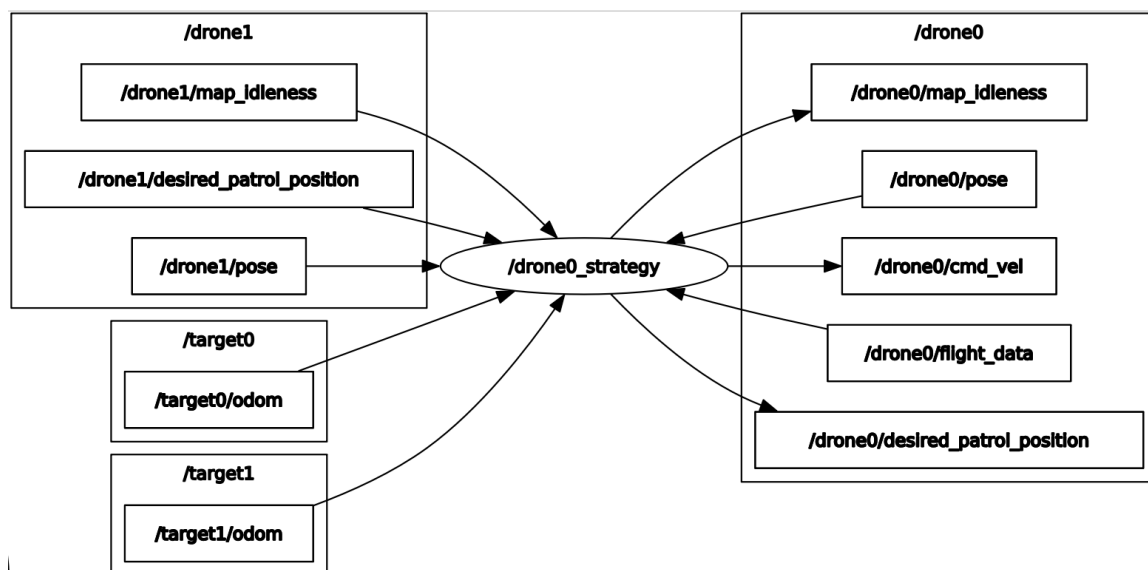 /drone1
/drone1/map_idleness
/drone1/desired_patrol_position
/drone1/pose
/target0
/target0/odom
/target1
/target1/odom
/drone0_strategy
/drone0
/drone0/map_idleness
/drone0/pose
/drone0/cmd_vel
/drone0/flight_data
/drone0/desired_patrol_position